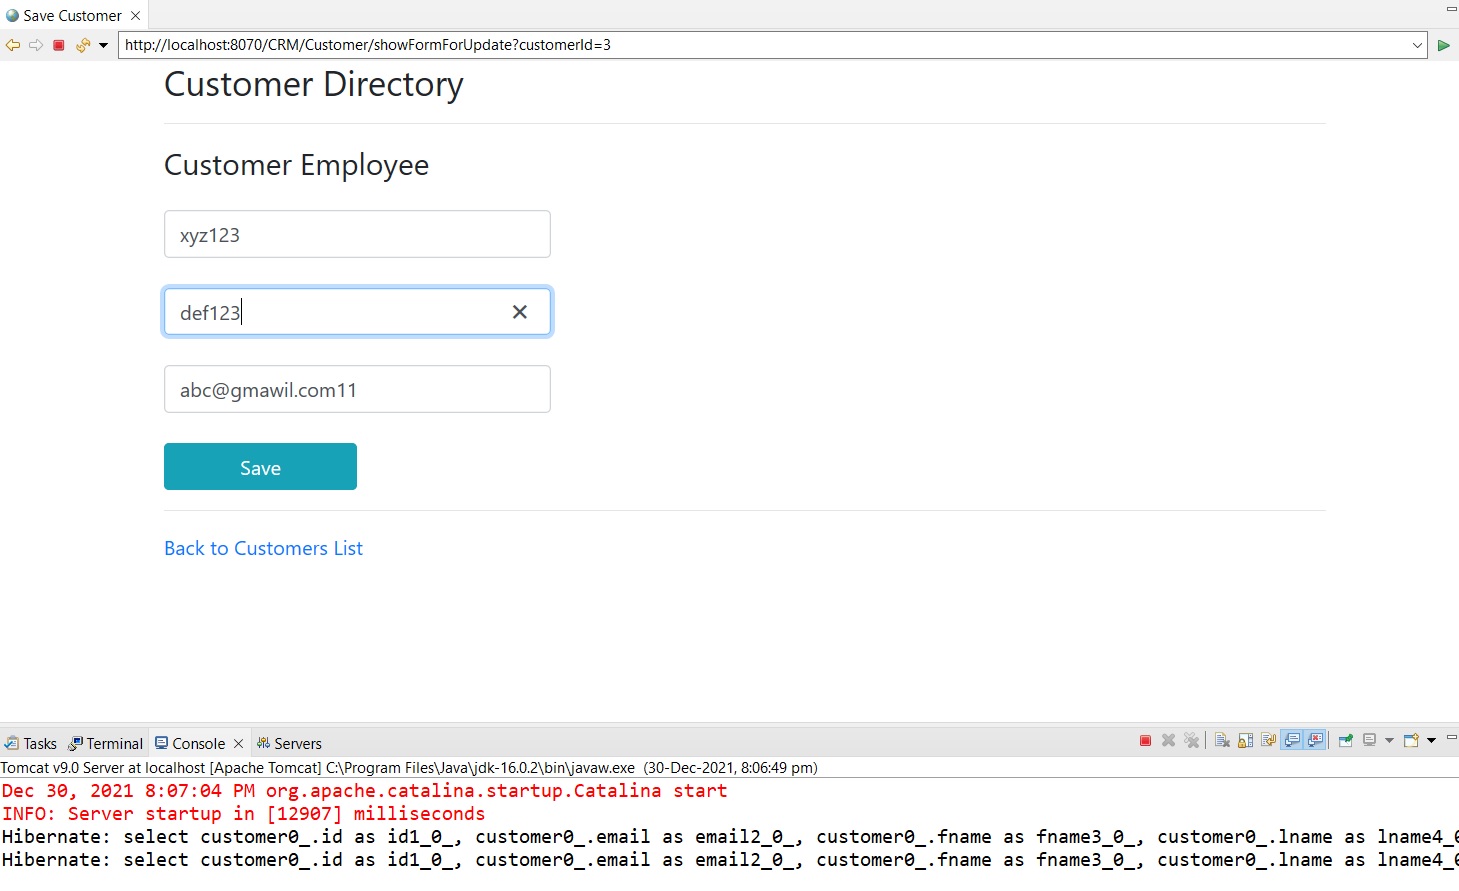 Save Customer
http://localhost:8070/CRM/Customer/showFormForUpdate?customerId=3
Customer Directory
Customer Employee
xyz123
def123
abc@gmawil.com11
Save
Back to Customers List
Tasks Terminal Console Servers
Tomcat v9.0 Server at localhost [Apache Tomcat] C:\Program Files\Java\jdk-16.0.2\bin\javaw.exe (30-Dec-2021, 8:06:49 pm)
Dec 30, 2021 8:07:04 PM org.apache.catalina.startup.Catalina start
INFO: Server startup in [12907] milliseconds
Hibernate: select customer0_.id as id1_0_, customer0_.email as email2_0_, customer0_.fname as fname3_0_, customer0_.lname as lname4_0
Hibernate: select customer0_.id as id1_0_, customer0_.email as email2_0_, customer0_.fname as fname3_0_, customer0_.lname as lname4_0